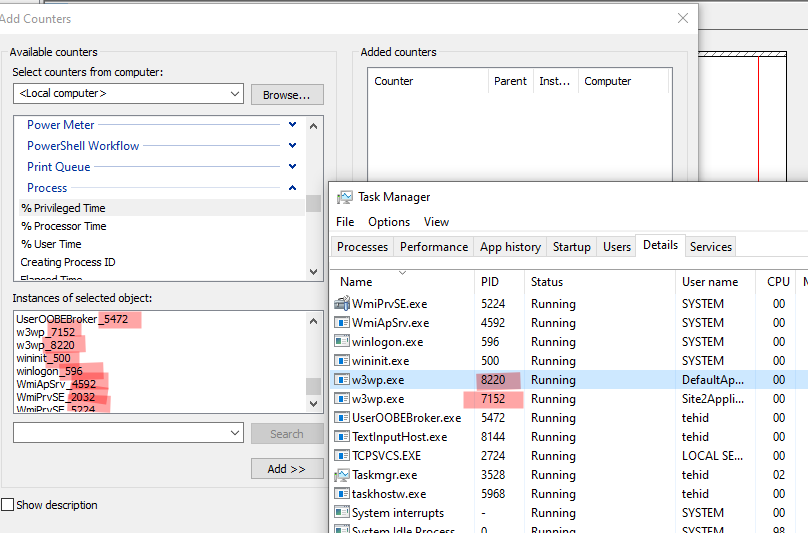 Add Counters
Available counters
Select counters from computer:
<Local computer>
Browse...
Power Meter
PowerShell Workflow
Print Queue
Process
% Privileged Time
% Processor Time
% User Time
Creating Process ID
Elapsed Time
Instances of selected object:
UserOOBEBroker_5472
w3wp_7152
w3wp_8220
wininit_500
winlogon_596
WmiApSrv_4592
WmiPrvSE_2032
WmiPrvSE_5224
Search
Add >>
Show description
Added counters
Counter Parent Inst... Computer
Task Manager
File Options View
Processes Performance App history Startup Users Details Services
Name PID Status User name CPU M
WmiPrvSE.exe 5224 Running SYSTEM 00
WmiApSrv.exe 4592 Running SYSTEM 00
winlogon.exe 596 Running SYSTEM 00
wininit.exe 500 Running SYSTEM 00
w3wp.exe 8220 Running DefaultAp... 00
w3wp.exe 7152 Running Site2Appli... 00
UserOOBEBroker.exe 5472 Running tehid 00
TextInputHost.exe 8144 Running tehid 00
TCPSVCS.EXE 2724 Running LOCAL SE... 00
Taskmgr.exe 3528 Running tehid 02
taskhostw.exe 5968 Running tehid 00
System interrupts - Running SYSTEM 00
System Idle Process 0 Running SYSTEM 98